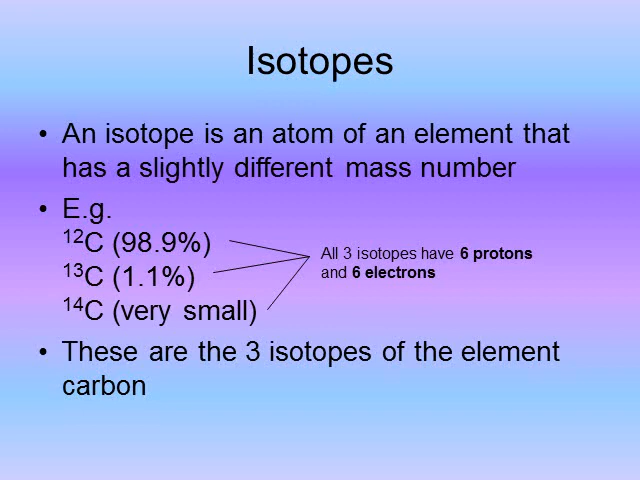 Isotopes
• An isotope is an atom of an element that
has a slightly different mass number
• E.g.
¹²C (98.9%)
¹³C (1.1%)
¹⁴C (very small)
All 3 isotopes have 6 protons
and 6 electrons
• These are the 3 isotopes of the element
carbon